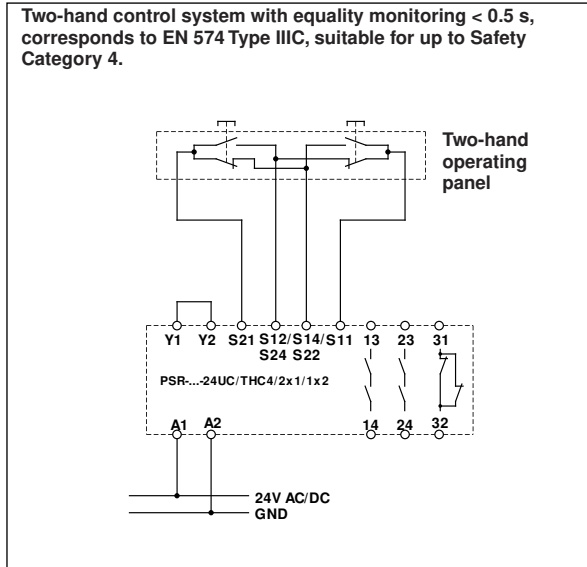 Two-hand control system with equality monitoring < 0.5 s,
corresponds to EN 574 Type IIIC, suitable for up to Safety
Category 4.
Two-hand
operating
panel
Y1 Y2 S21 S12/ S14/ S11 13 23 31
S24 S22
PSR-...-24UC/THC4/2x1/1x2
A1 A2 14 24 32
24V AC/DC
GND